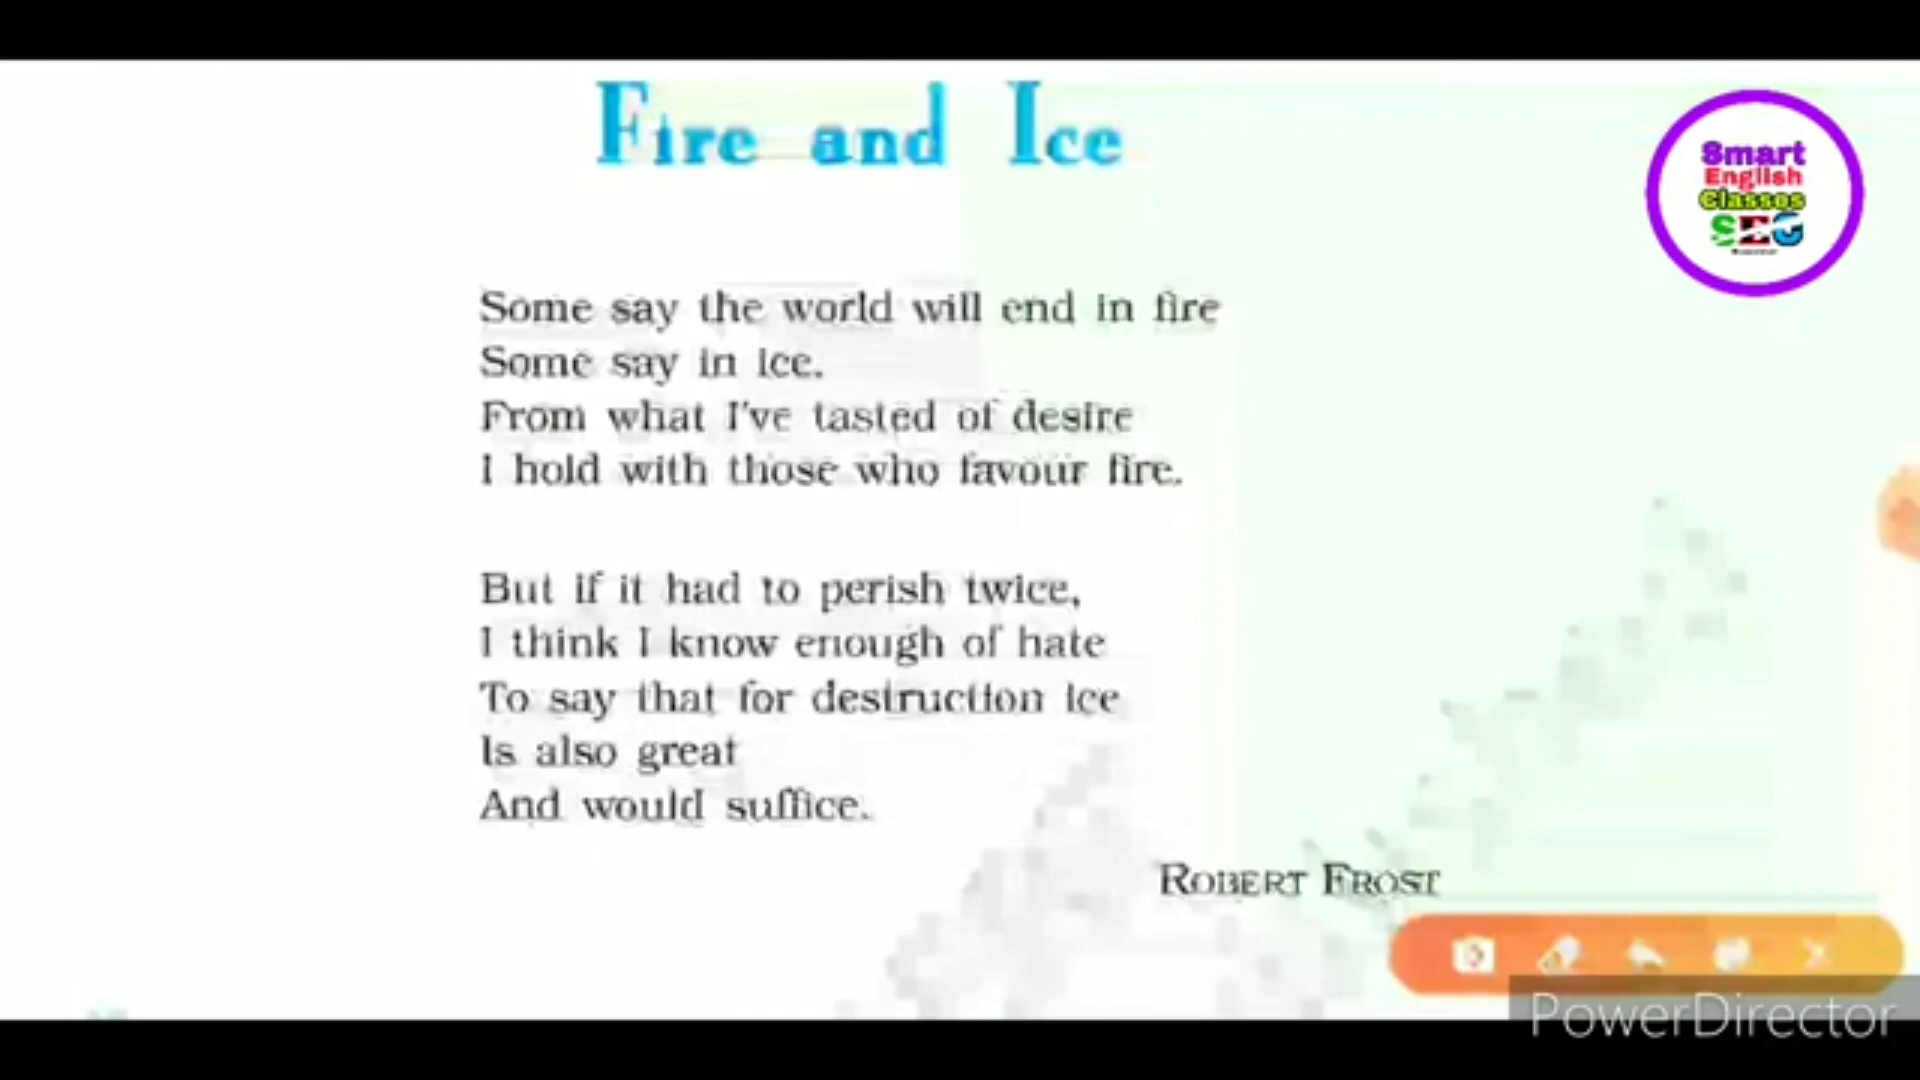 Fire and Ice
Smart
English
Classes
SEC
Some say the world will end in fire
Some say in ice.
From what I've tasted of desire
I hold with those who favour fire.
But if it had to perish twice,
I think I know enough of hate
To say that for destruction ice
Is also great
And would suffice.
ROBERT FROST
PowerDirector